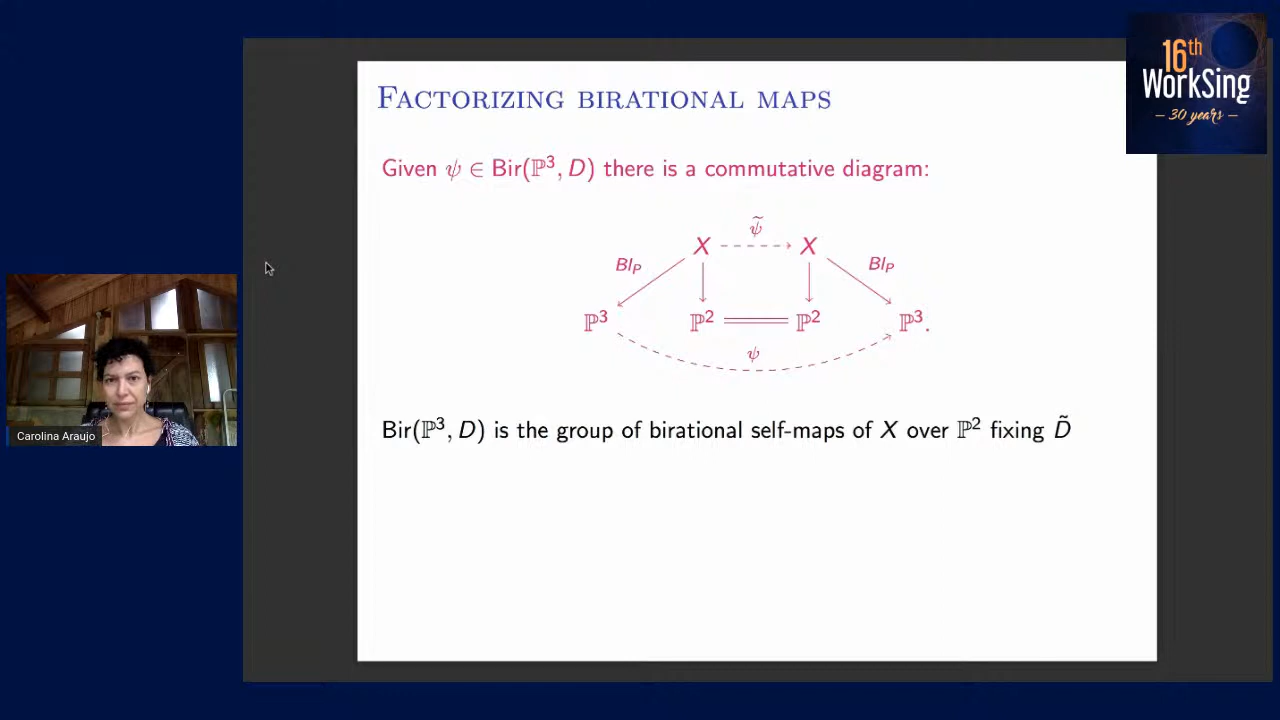 16th
WorkSing
– 30 years –
FACTORIZING BIRATIONAL MAPS
Given ψ ∈ Bir(ℙ³, D) there is a commutative diagram:
ψ̃
X X
Bl_P Bl_P
ℙ³ ℙ² ℙ² ℙ³.
ψ
Bir(ℙ³, D) is the group of birational self-maps of X over ℙ² fixing D̃
Carolina Araujo